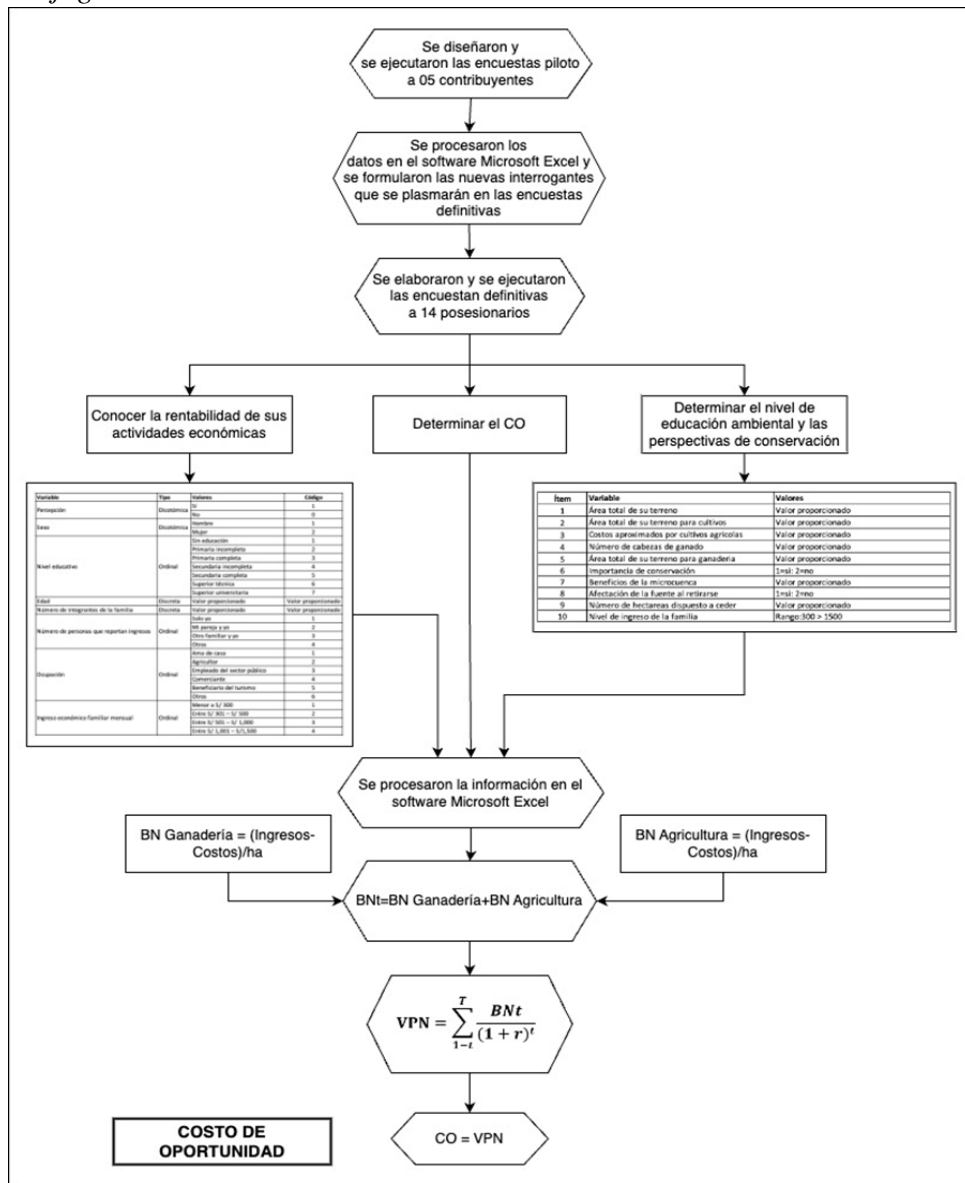 Se diseñaron y
se ejecutaron las encuestas piloto
a 05 contribuyentes
Se procesaron los
datos en el software Microsoft Excel y
se formularon las nuevas interrogantes
que se plasmarán en las encuestas
definitivas
Se elaboraron y se ejecutaron
las encuestan definitivas
a 14 posesionarios
Conocer la rentabilidad de sus
actividades económicas
Determinar el CO
Determinar el nivel de
educación ambiental y las
perspectivas de conservación
Variable Tipo Valores Código
Percepción Dicotómica Si 1
No 0
Sexo Dicotómica Hombre 1
Mujer 2
Nivel educativo Ordinal Sin educación 1
Primaria incompleta 2
Primaria completa 3
Secundaria incompleta 4
Secundaria completa 5
Superior técnica 6
Superior universitaria 7
Edad Discreta Valor proporcionado Valor proporcionado
Número de integrantes de la familia Discreta Valor proporcionado Valor proporcionado
Número de personas que reportan ingresos Ordinal Solo yo 1
Mi pareja y yo 2
Otro familiar y yo 3
Otros 4
Ocupación Ordinal Ama de casa 1
Agricultor 2
Empleado del sector público 3
Comerciante 4
Beneficiario del turismo 5
Otros 6
Ingreso económico familiar mensual Ordinal Menor a S/ 300 1
Entre S/ 301 – S/ 500 2
Entre S/ 501 – S/ 1,000 3
Entre S/ 1,001 – S/1,500 4
Ítem Variable Valores
1 Área total de su terreno Valor proporcionado
2 Área total de su terreno para cultivos Valor proporcionado
3 Costos aproximados por cultivos agrícolas Valor proporcionado
4 Número de cabezas de ganado Valor proporcionado
5 Área total de su terreno para ganadería Valor proporcionado
6 Importancia de conservación 1=si: 2=no
7 Beneficios de la microcuenca Valor proporcionado
8 Afectación de la fuente al retirarse 1=si: 2=no
9 Número de hectareas dispuesto a ceder Valor proporcionado
10 Nivel de ingreso de la familia Rango:300 > 1500
Se procesaron la información en el
software Microsoft Excel
BN Ganadería = (Ingresos-
Costos)/ha
BN Agricultura = (Ingresos-
Costos)/ha
BNt=BN Ganadería+BN Agricultura
VPN = ∑_{1-t}^{T} BNt/(1 + r)^t
CO = VPN
COSTO DE
OPORTUNIDAD